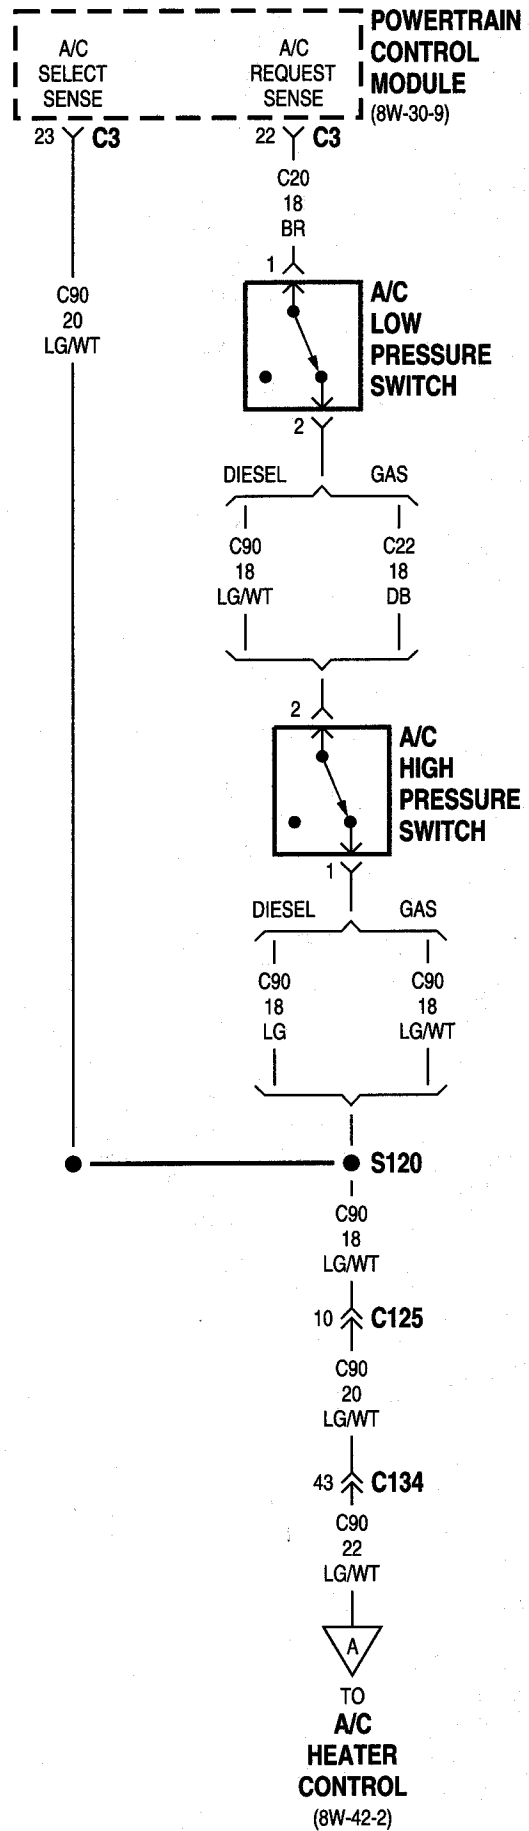 POWERTRAIN
CONTROL
MODULE
(8W-30-9)
A/C
SELECT
SENSE
A/C
REQUEST
SENSE
23 C3
22 C3
C20
18
BR
C90
20
LG/WT
1
A/C
LOW
PRESSURE
SWITCH
2
DIESEL GAS
C90
18
LG/WT
C22
18
DB
2
A/C
HIGH
PRESSURE
SWITCH
1
DIESEL GAS
C90
18
LG
C90
18
LG/WT
S120
C90
18
LG/WT
10 C125
C90
20
LG/WT
43 C134
C90
22
LG/WT
A
TO
A/C
HEATER
CONTROL
(8W-42-2)